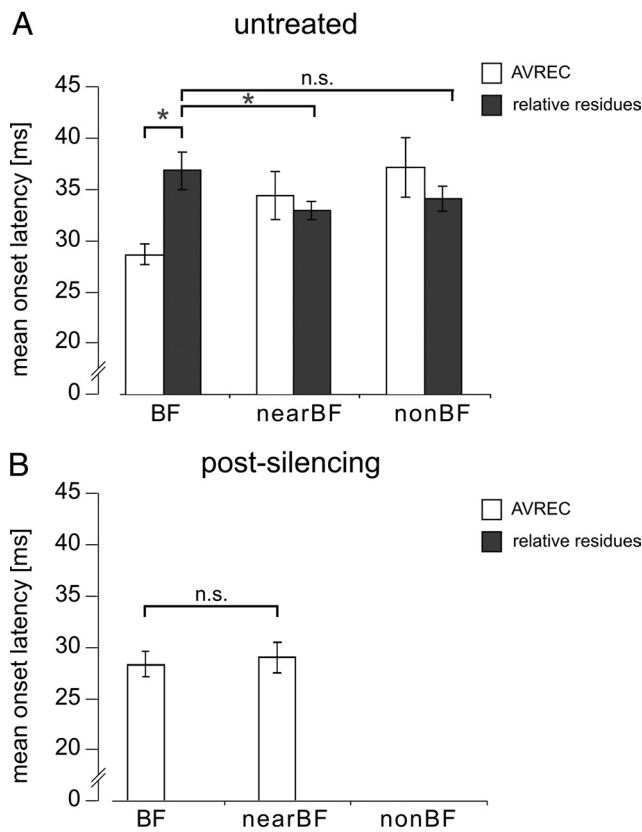 A
untreated
AVREC
relative residues
n.s.
*
*
mean onset latency [ms]
45
40
35
30
25
20
0
BF nearBF nonBF
B
post-silencing
AVREC
relative residues
n.s.
mean onset latency [ms]
45
40
35
30
25
20
0
BF nearBF nonBF